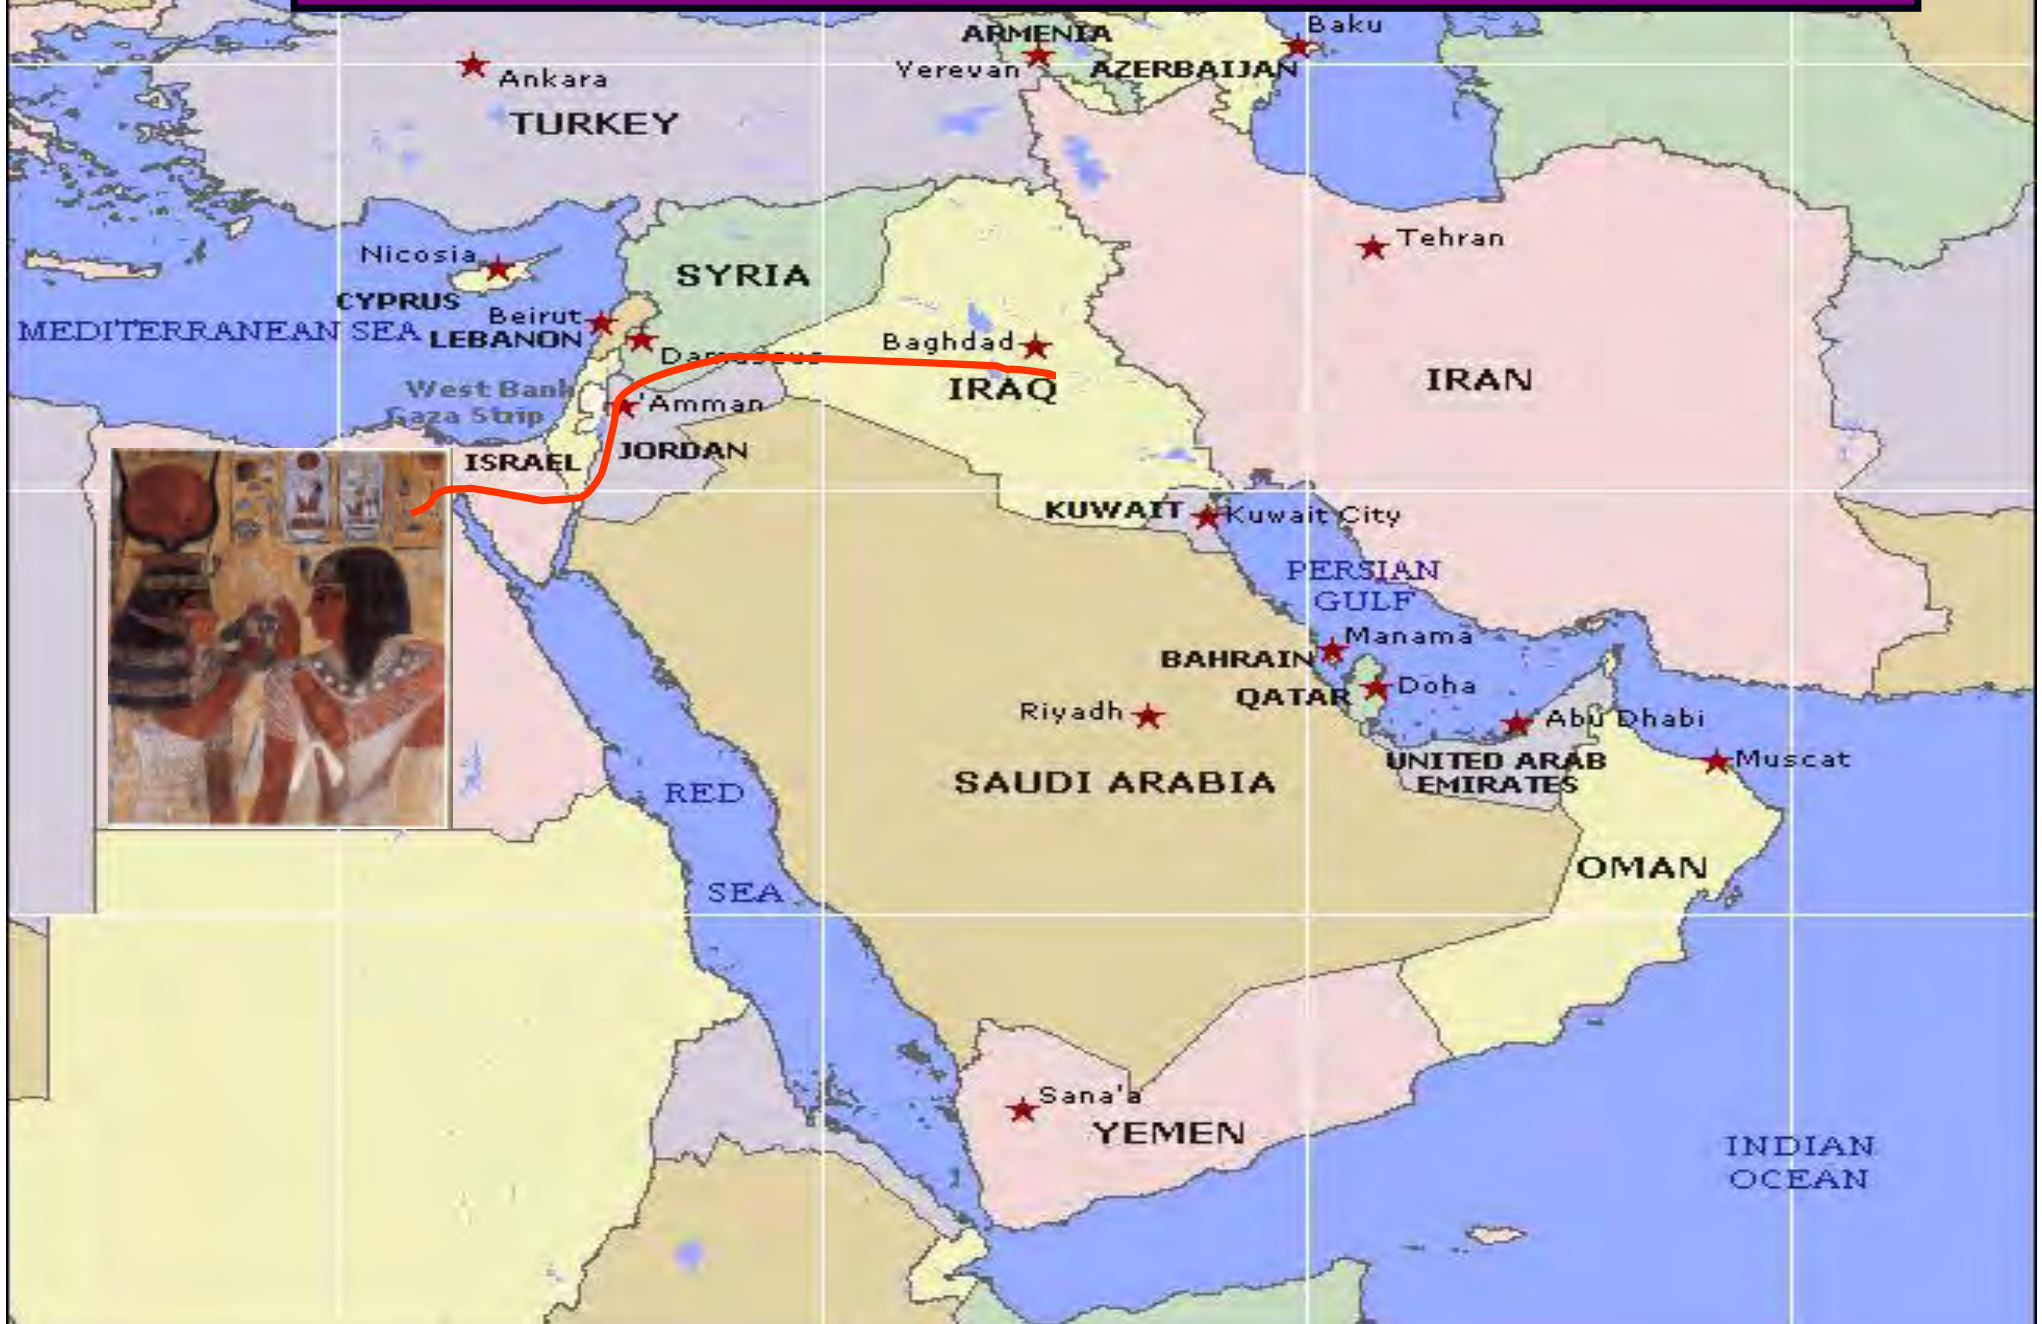 Baku
ARMENIA
Yerevan
AZERBAIJAN
Ankara
TURKEY
Tehran
Nicosia
CYPRUS
SYRIA
MEDITERRANEAN SEA
Beirut
LEBANON
Damascus
Baghdad
IRAQ
IRAN
West Bank
Gaza Strip
'Amman
ISRAEL
JORDAN
KUWAIT
Kuwait City
PERSIAN
GULF
Manama
BAHRAIN
QATAR
Doha
Riyadh
Abu Dhabi
UNITED ARAB
EMIRATES
Muscat
SAUDI ARABIA
RED
SEA
OMAN
Sana'a
YEMEN
INDIAN
OCEAN